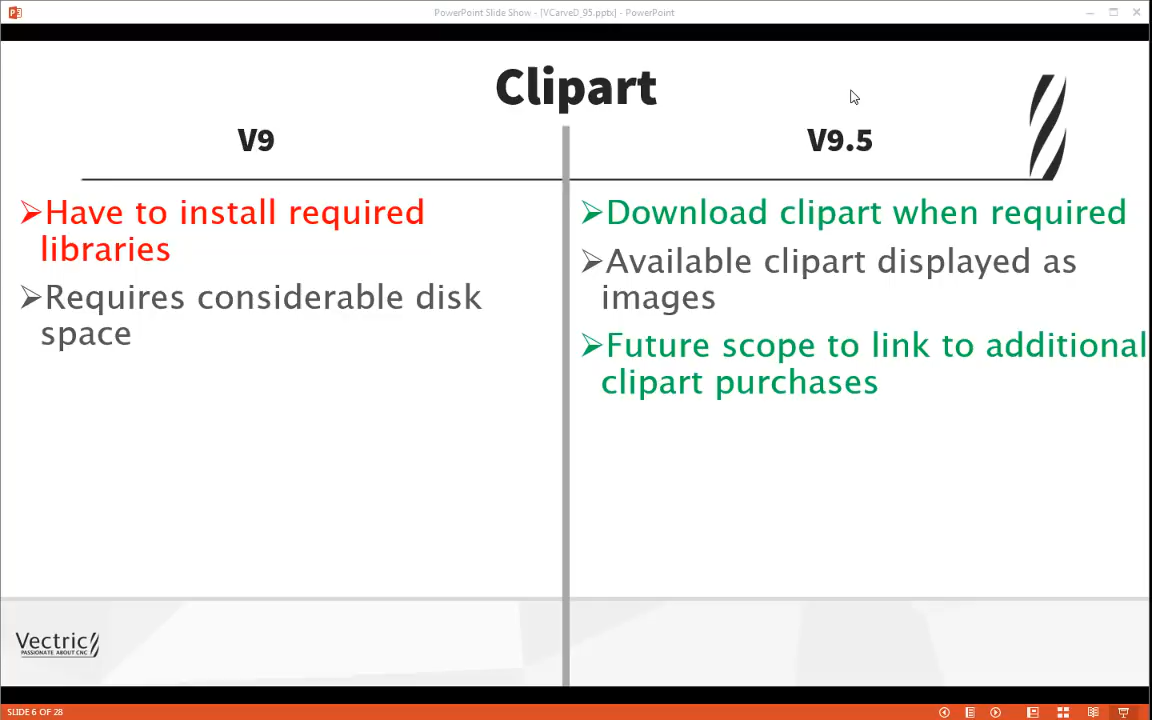 PowerPoint Slide Show - [VCarveD_95.pptx] - PowerPoint
Clipart
V9
➢Have to install required
libraries
➢Requires considerable disk
space
V9.5
➢Download clipart when required
➢Available clipart displayed as
images
➢Future scope to link to additional
clipart purchases
Vectric
PASSIONATE ABOUT CNC
SLIDE 6 OF 28